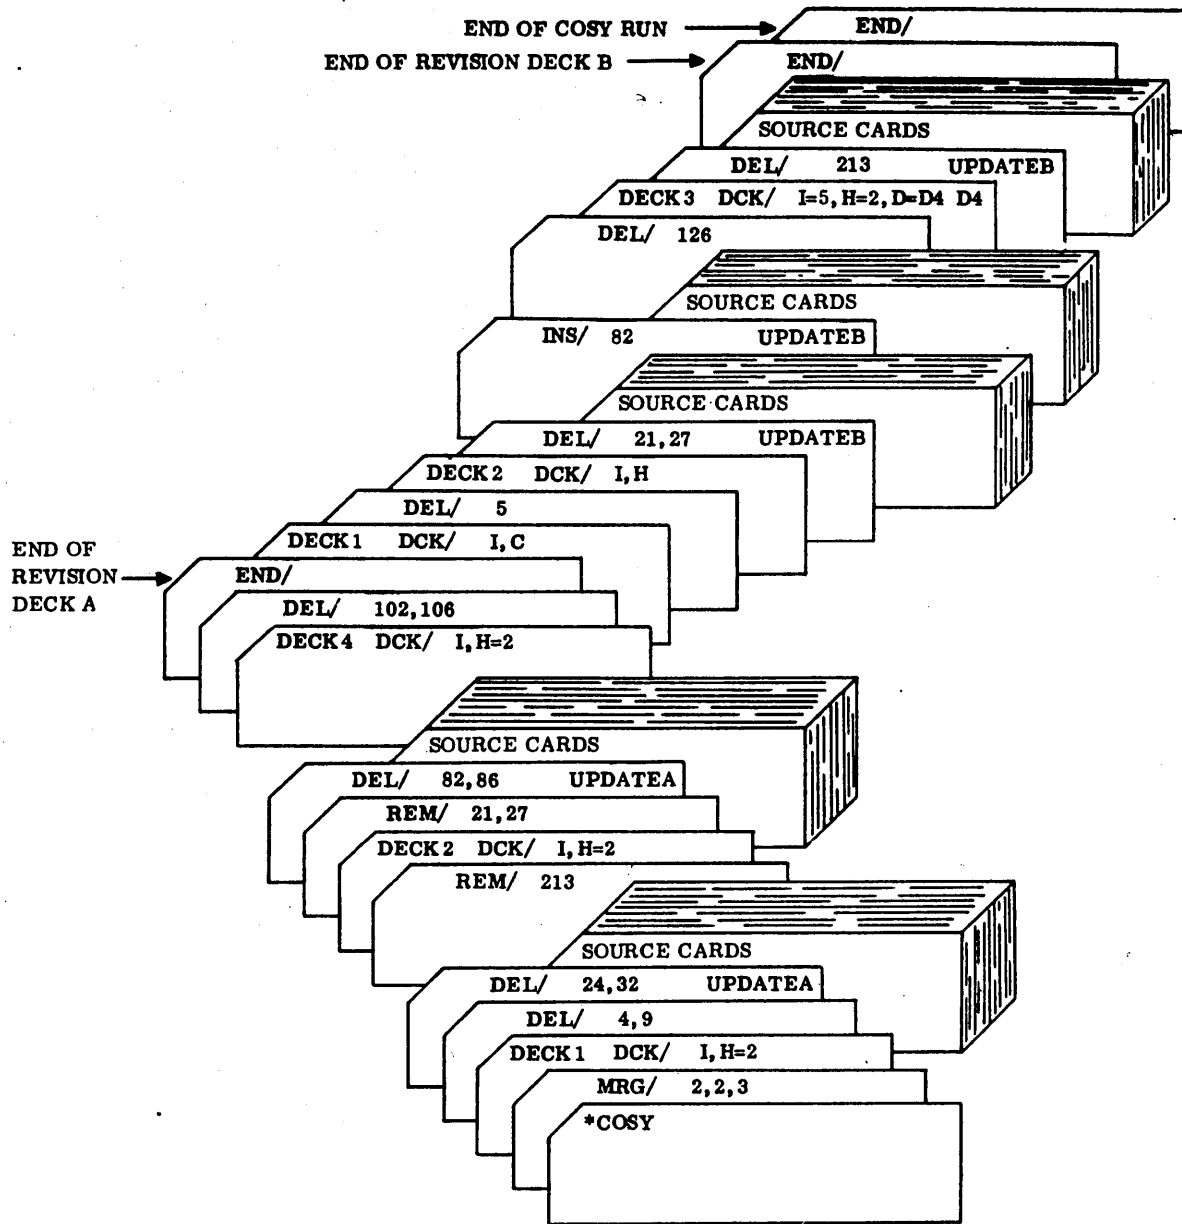 END OF COSY RUN
END/
END OF REVISION DECK B
END/
SOURCE CARDS
DEL/ 213 UPDATEB
DECK3 DCK/ I=5,H=2,D=D4 D4
DEL/ 126
SOURCE CARDS
INS/ 82 UPDATEB
SOURCE CARDS
DEL/ 21,27 UPDATEB
DECK2 DCK/ I,H
DEL/ 5
DECK1 DCK/ I,C
END OF
REVISION
DECK A
END/
DEL/ 102,106
DECK4 DCK/ I,H=2
SOURCE CARDS
DEL/ 82,86 UPDATEA
REM/ 21,27
DECK2 DCK/ I,H=2
REM/ 213
SOURCE CARDS
DEL/ 24,32 UPDATEA
DEL/ 4,9
DECK1 DCK/ I,H=2
MRG/ 2,2,3
*COSY